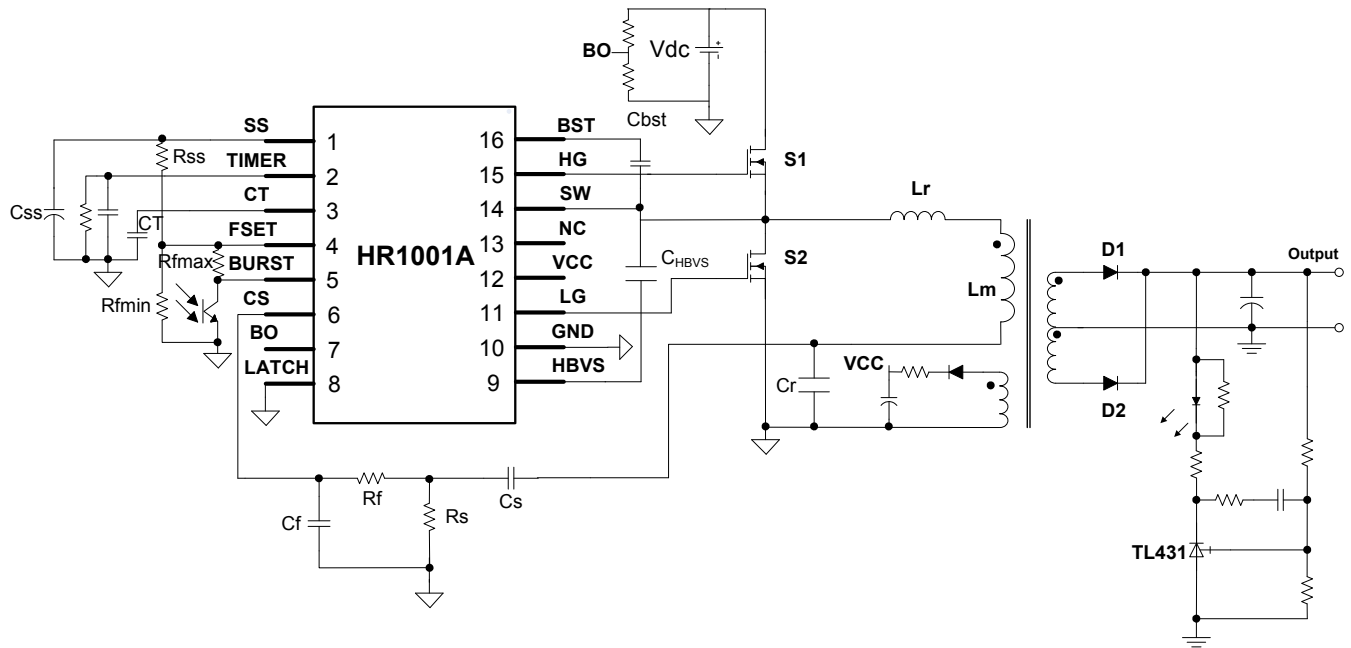 BO
Vdc
Cbst
SS
1
Rss
TIMER
2
CT
3
Css
CT
FSET
4
Rfmax
BURST
5
Rfmin
CS
6
BO
7
LATCH
8
HR1001A
16
BST
15
HG
14
SW
13
NC
12
VCC
11
LG
10
GND
9
HBVS
CHBVS
S1
S2
Lr
Lm
Cr
VCC
D1
D2
Output
TL431
Cf
Rf
Rs
Cs